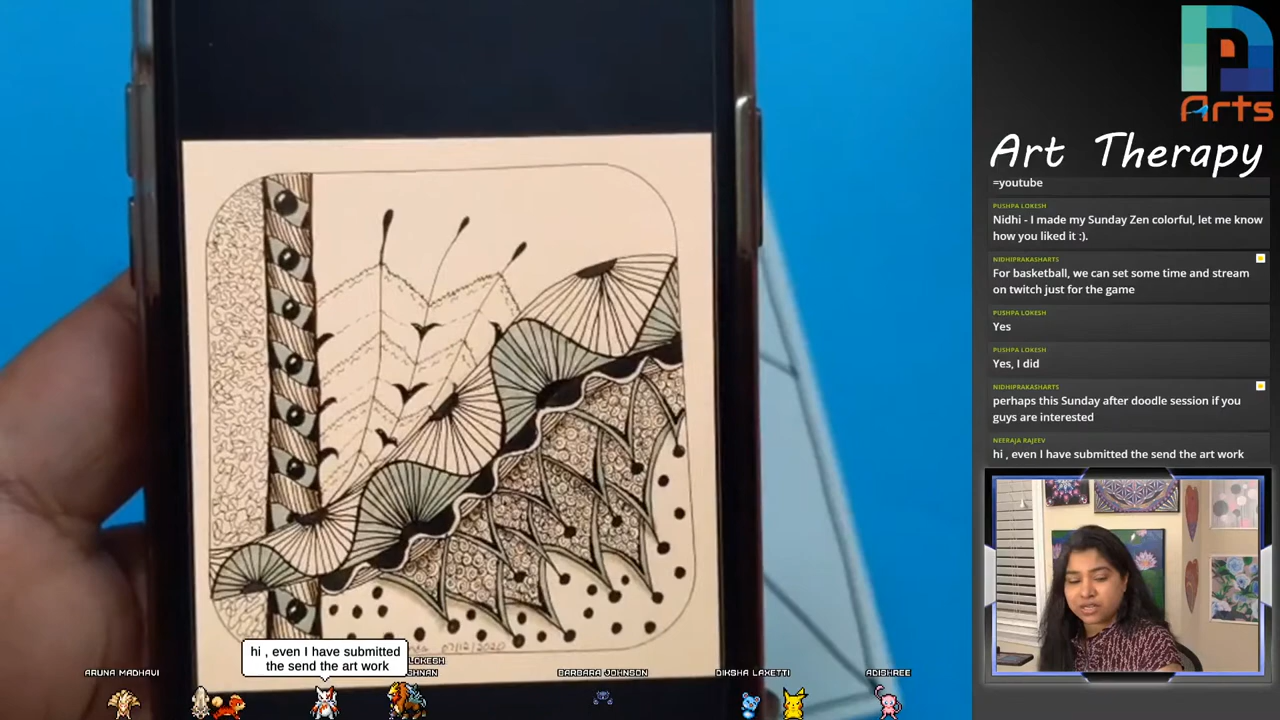 Arts
Art Therapy
=youtube
PUSHPA LOKESH
Nidhi - I made my Sunday Zen colorful, let me know
how you liked it :).
NIDHIPRAKASHARTS
For basketball, we can set some time and stream
on twitch just for the game
PUSHPA LOKESH
Yes
PUSHPA LOKESH
Yes, I did
NIDHIPRAKASHARTS
perhaps this Sunday after doodle session if you
guys are interested
NEERAJA RAJEEV
hi , even I have submitted the send the art work
hi , even I have submitted
the send the art work
07/12/2020
LOKESH
ARUNA MADHAVI
BARBARA JOHNSON
DIKSHA LAXETTI
ADISHREE